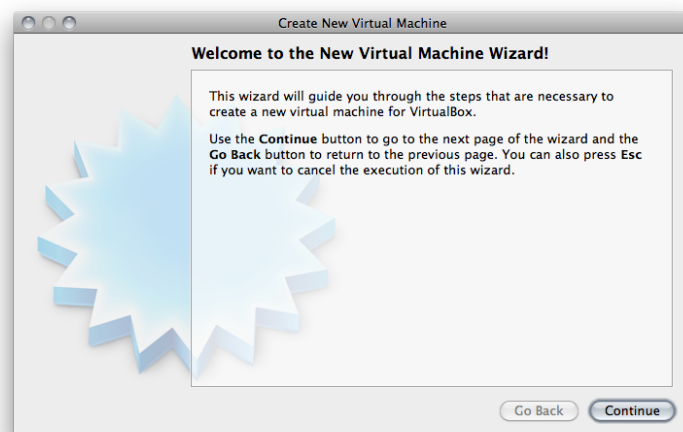 Create New Virtual Machine
Welcome to the New Virtual Machine Wizard!
This wizard will guide you through the steps that are necessary to
create a new virtual machine for VirtualBox.
Use the Continue button to go to the next page of the wizard and the
Go Back button to return to the previous page. You can also press Esc
if you want to cancel the execution of this wizard.
Go Back
Continue